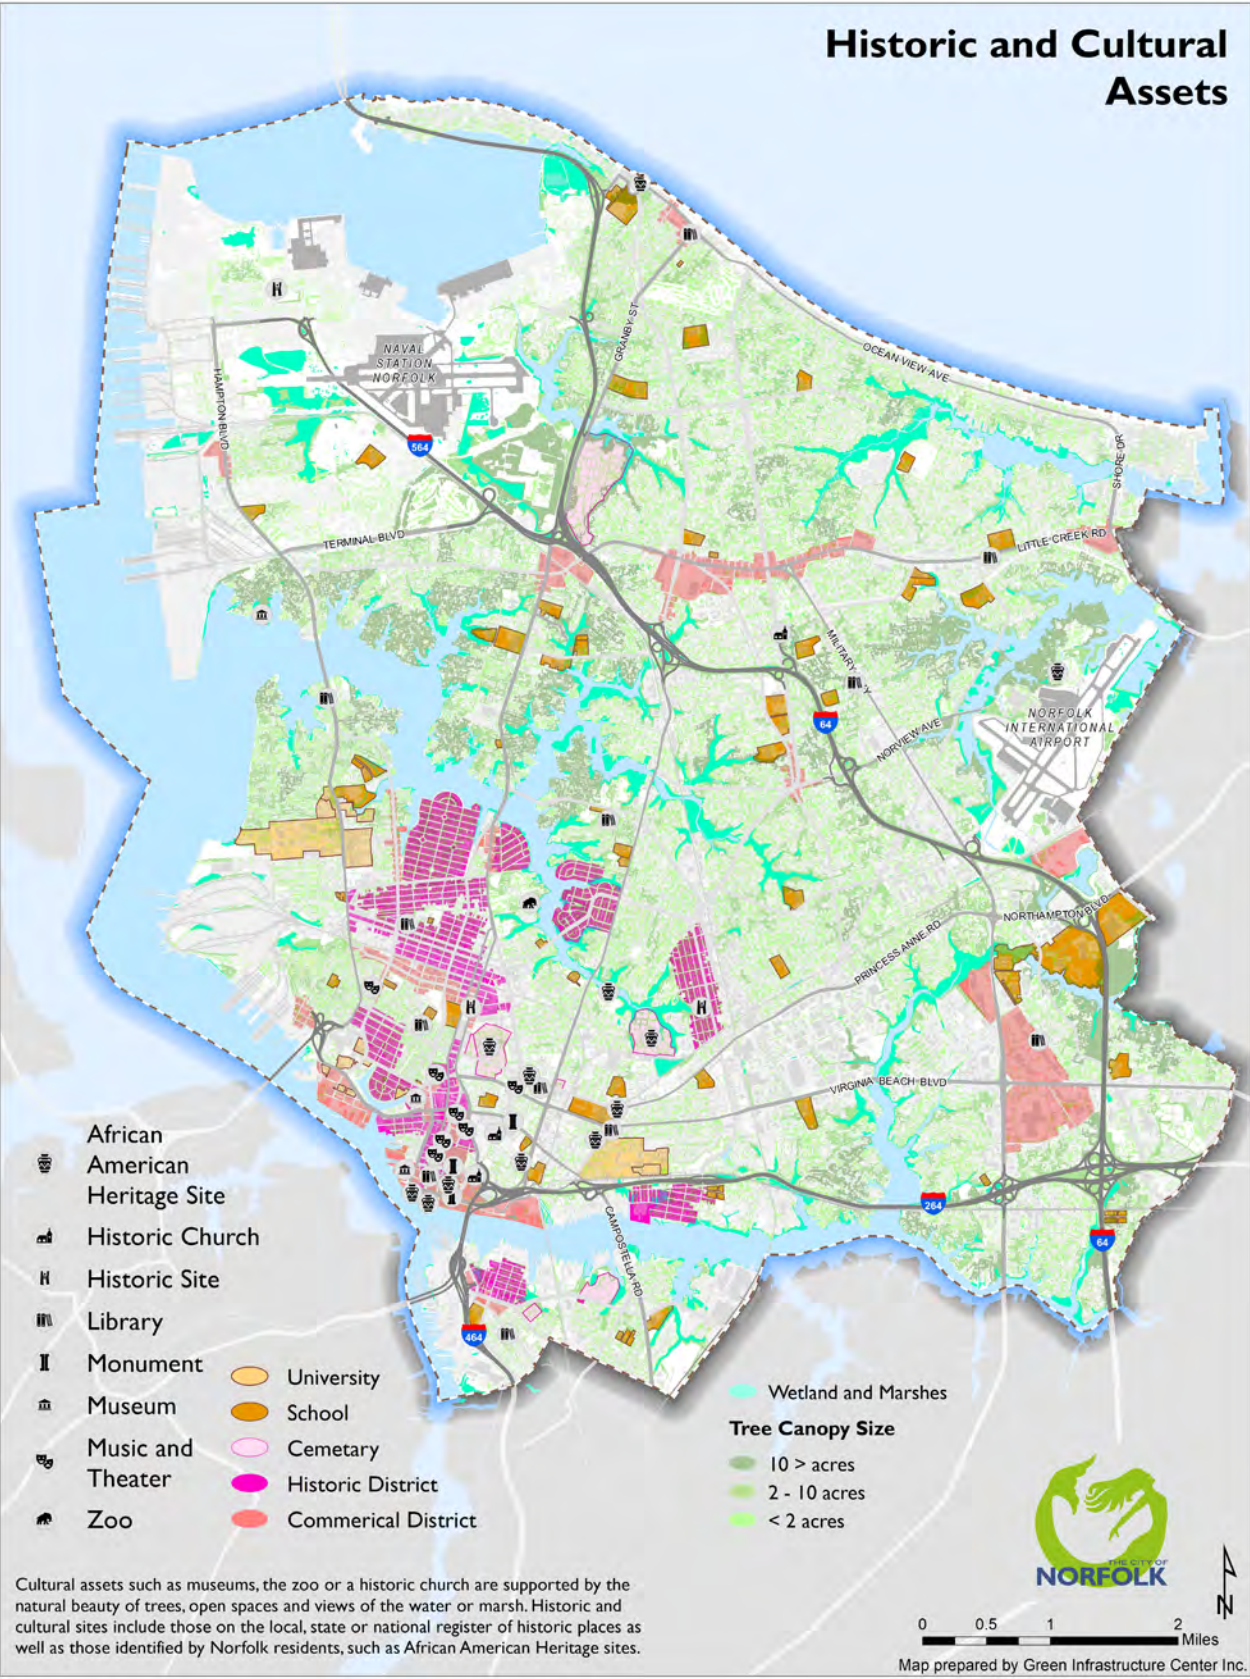 Historic and Cultural
Assets
NAVAL
STATION
NORFOLK
HAMPTON BLVD
564
GRANBY ST
OCEAN VIEW AVE
SHORE DR
TERMINAL BLVD
LITTLE CREEK RD
MILITARY
Y
64
NORVIEW AVE
NORFOLK
INTERNATIONAL
AIRPORT
NORTHAMPTON BLVD
PRINCESS ANNE RD
VIRGINIA BEACH BLVD
264
64
CAMPOSTELLA RD
464
African
American
Heritage Site
Historic Church
Historic Site
Library
Monument
Museum
Music and
Theater
Zoo
University
School
Cemetary
Historic District
Commerical District
Wetland and Marshes
Tree Canopy Size
10 > acres
2 - 10 acres
< 2 acres
THE CITY OF
NORFOLK
N
Cultural assets such as museums, the zoo or a historic church are supported by the
natural beauty of trees, open spaces and views of the water or marsh. Historic and
cultural sites include those on the local, state or national register of historic places as
well as those identified by Norfolk residents, such as African American Heritage sites.
0 0.5 1 2
Miles
Map prepared by Green Infrastructure Center Inc.